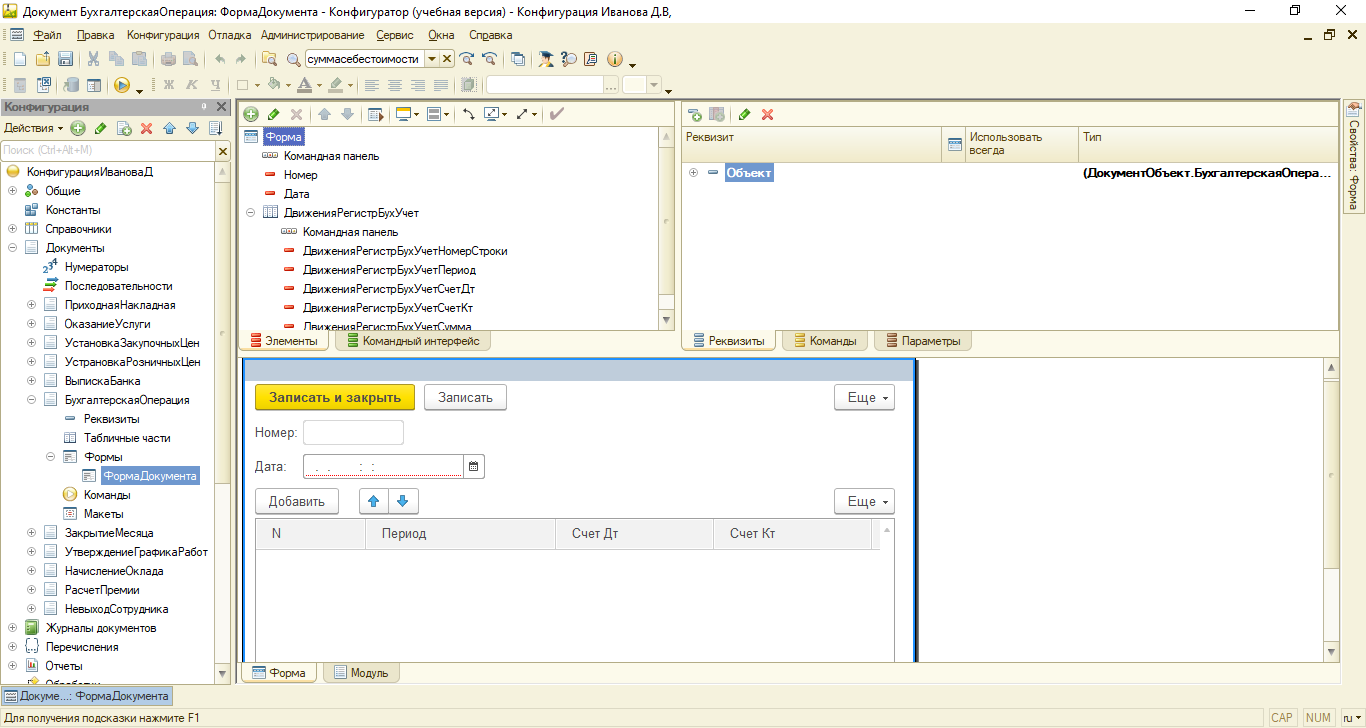 Документ БухгалтерскаяОперация: ФормаДокумента - Конфигуратор (учебная версия) - Конфигурация Иванова Д.В,
Файл Правка Конфигурация Отладка Администрирование Сервис Окна Справка
суммасебестоимости
Ж К Ч
Конфигурация
Действия
Поиск (Ctrl+Alt+M)
КонфигурацияИвановаД
Общие
Константы
Справочники
Документы
Нумераторы
Последовательности
ПриходнаяНакладная
ОказаниеУслуги
УстановкаЗакупочныхЦен
УстрановкаРозничныхЦен
ВыпискаБанка
БухгалтерскаяОперация
Реквизиты
Табличные части
Формы
ФормаДокумента
Команды
Макеты
ЗакрытиеМесяца
УтверждениеГрафикаРабот
НачислениеОклада
РасчетПремии
НевыходСотрудника
Журналы документов
Перечисления
Отчеты
Обработки
Форма
Командная панель
Номер
Дата
ДвиженияРегистрБухУчет
Командная панель
ДвиженияРегистрБухУчетНомерСтроки
ДвиженияРегистрБухУчетПериод
ДвиженияРегистрБухУчетСчетДт
ДвиженияРегистрБухУчетСчетКт
ДвиженияРегистрБухУчетСумма
Элементы Командный интерфейс
Реквизит Использовать всегда Тип
Объект (ДокументОбъект.БухгалтерскаяОпера...
Реквизиты Команды Параметры
Свойства: Форма
Записать и закрыть Записать Еще
Номер:
Дата: . . : :
Добавить Еще
N Период Счет Дт Счет Кт
Форма Модуль
Докуме...: ФормаДокумента
Для получения подсказки нажмите F1 CAP NUM ru